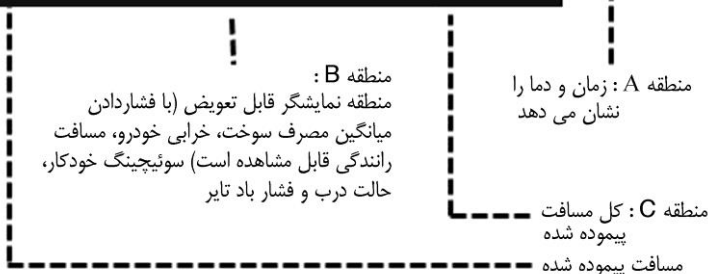 منطقه A : زمان و دما را
نشان می دهد
منطقه B :
منطقه نمایشگر قابل تعویض (با فشاردادن
میانگین مصرف سوخت، خرابی خودرو، مسافت
رانندگی قابل مشاهده است) سوئیچینگ خودکار،
حالت درب و فشار باد تایر
منطقه C : کل مسافت
پیموده شده
مسافت پیموده شده